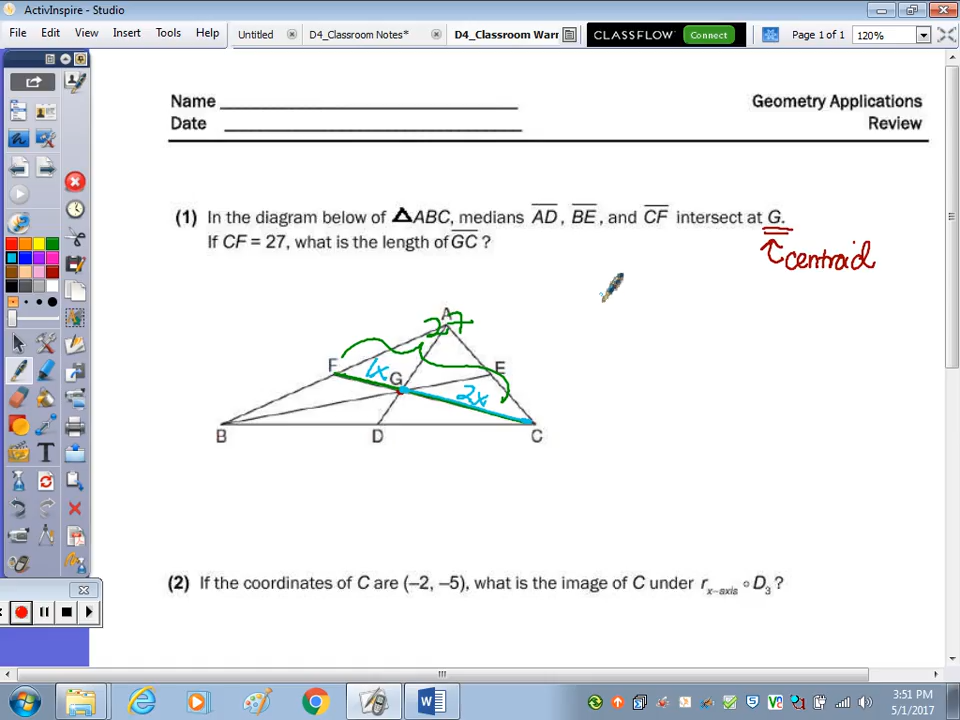 ActivInspire - Studio
File Edit View Insert Tools Help Untitled D4_Classroom Notes* D4_Classroom Warr CLASSFLOW Connect Page 1 of 1 120%
Name
Geometry Applications
Date
Review
(1) In the diagram below of △ABC, medians AD, BE, and CF intersect at G.
If CF = 27, what is the length of GC ?
centroid
A
27
F
1x
G
E
2x
B
D
C
(2) If the coordinates of C are (–2, –5), what is the image of C under r x–axis ∘ D3 ?
3:51 PM
5/1/2017